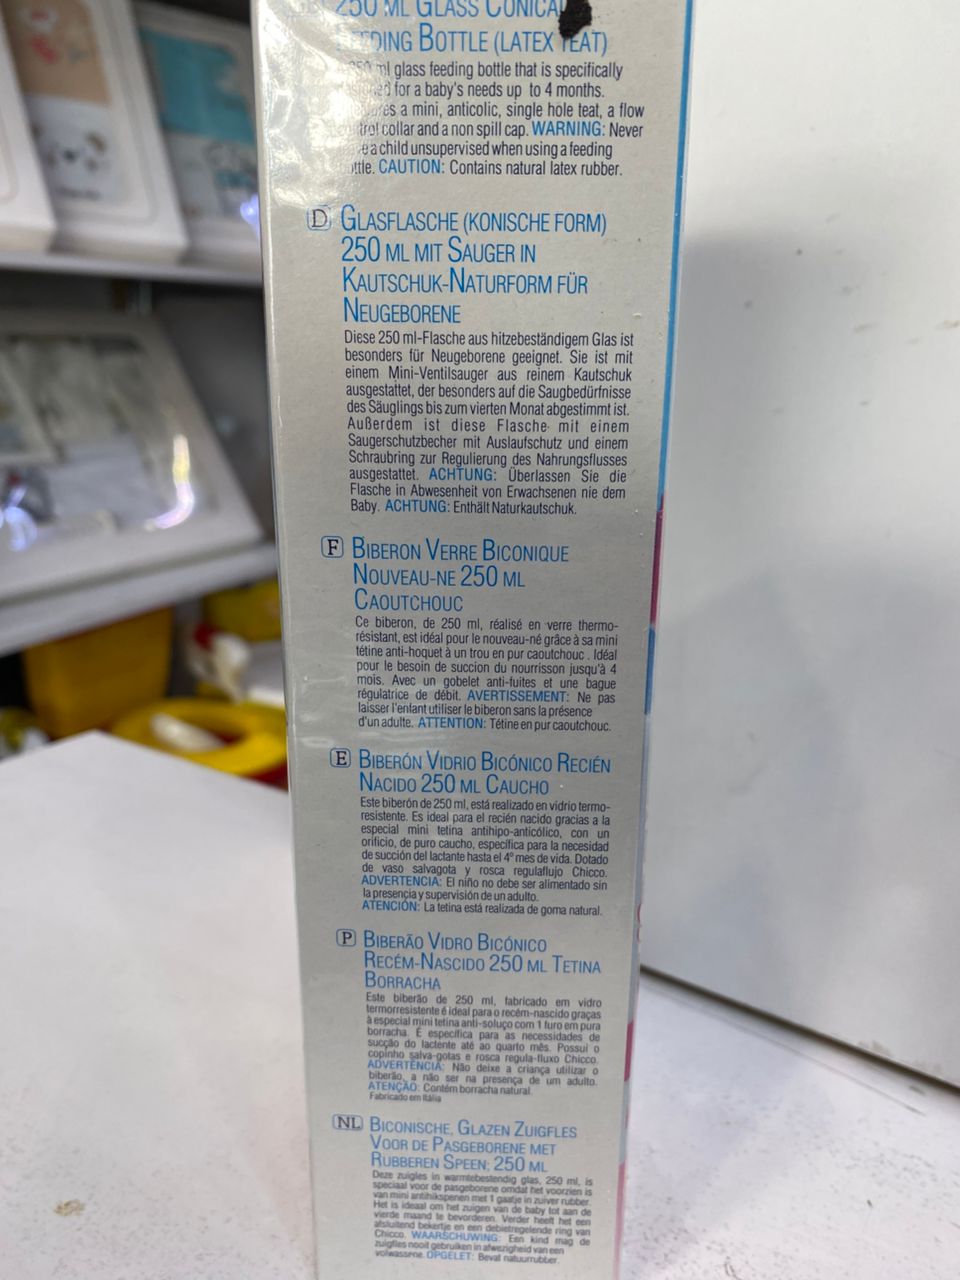 250 ML GLASS CONICAL
FEEDING BOTTLE (LATEX TEAT)
250 ml glass feeding bottle that is specifically
designed for a baby's needs up to 4 months.
a mini, anticolic, single hole teat, a flow
control collar and a non spill cap. WARNING: Never
a child unsupervised when using a feeding
bottle. CAUTION: Contains natural latex rubber.
D GLASFLASCHE (KONISCHE FORM)
250 ML MIT SAUGER IN
KAUTSCHUK-NATURFORM FÜR
NEUGEBORENE
Diese 250 ml-Flasche aus hitzebeständigem Glas ist
besonders für Neugeborene geeignet. Sie ist mit
einem Mini-Ventilsauger aus reinem Kautschuk
ausgestattet, der besonders auf die Saugbedürfnisse
des Säuglings bis zum vierten Monat abgestimmt ist.
Außerdem ist diese Flasche mit einem
Saugerschutzbecher mit Auslaufschutz und einem
Schraubring zur Regulierung des Nahrungsflusses
ausgestattet. ACHTUNG: Überlassen Sie die
Flasche in Abwesenheit von Erwachsenen nie dem
Baby. ACHTUNG: Enthält Naturkautschuk.
F BIBERON VERRE BICONIQUE
NOUVEAU-NE 250 ML
CAOUTCHOUC
Ce biberon, de 250 ml, réalisé en verre thermo-
résistant, est idéal pour le nouveau-né grâce à sa mini
tétine anti-hoquet à un trou en pur caoutchouc . Idéal
pour le besoin de succion du nourrisson jusqu'à 4
mois. Avec un gobelet anti-fuites et une bague
régulatrice de débit. AVERTISSEMENT: Ne pas
laisser l'enfant utiliser le biberon sans la présence
d'un adulte. ATTENTION: Tétine en pur caoutchouc.
E BIBERÓN VIDRIO BICÓNICO RECIÉN
NACIDO 250 ML CAUCHO
Este biberón de 250 ml, está realizado en vidrio termo-
resistente. Es ideal para el recién nacido gracias a la
especial mini tetina antihipo-anticólico, con un
orificio, de puro caucho, específica para la necesidad
de succión del lactante hasta el 4º mes de vida. Dotado
de vaso salvagota y rosca regulaflujo Chicco.
ADVERTENCIA: El niño no debe ser alimentado sin
la presencia y supervisión de un adulto.
ATENCIÓN: La tetina está realizada de goma natural.
P BIBERÃO VIDRO BICÓNICO
RECÉM-NASCIDO 250 ML TETINA
BORRACHA
Este biberão de 250 ml, fabricado em vidro
termorresistente é ideal para o recém-nascido graças
à especial mini tetina anti-soluço com 1 furo em pura
borracha. É específica para as necessidades de
sucção do lactente até ao quarto mês. Possui o
copinho salva-gotas e rosca regula-fluxo Chicco.
ADVERTÊNCIA: Não deixe a criança utilizar o
biberão, a não ser na presença de um adulto.
ATENÇÃO: Contém borracha natural.
Fabricado em Itália
NL BICONISCHE, GLAZEN ZUIGFLES
VOOR DE PASGEBORENE MET
RUBBEREN SPEEN: 250 ML
Deze zuigles in warmtebestendig glas, 250 ml, is
speciaal voor de pasgeborene omdat het voorzien is
van mini antihikspenen met 1 gaatje in zuiver rubber.
Het is ideaal om het zuigen van de baby tot aan de
vierde maand te bevorderen. Verder heeft het een
afsluitend bekertje en een debietregelende ring van
Chicco. WAARSCHUWING: Een kind mag de
zuigfles nooit gebruiken in afwezigheid van een
volwassene. OPGELET: Bevat natuurrubber.